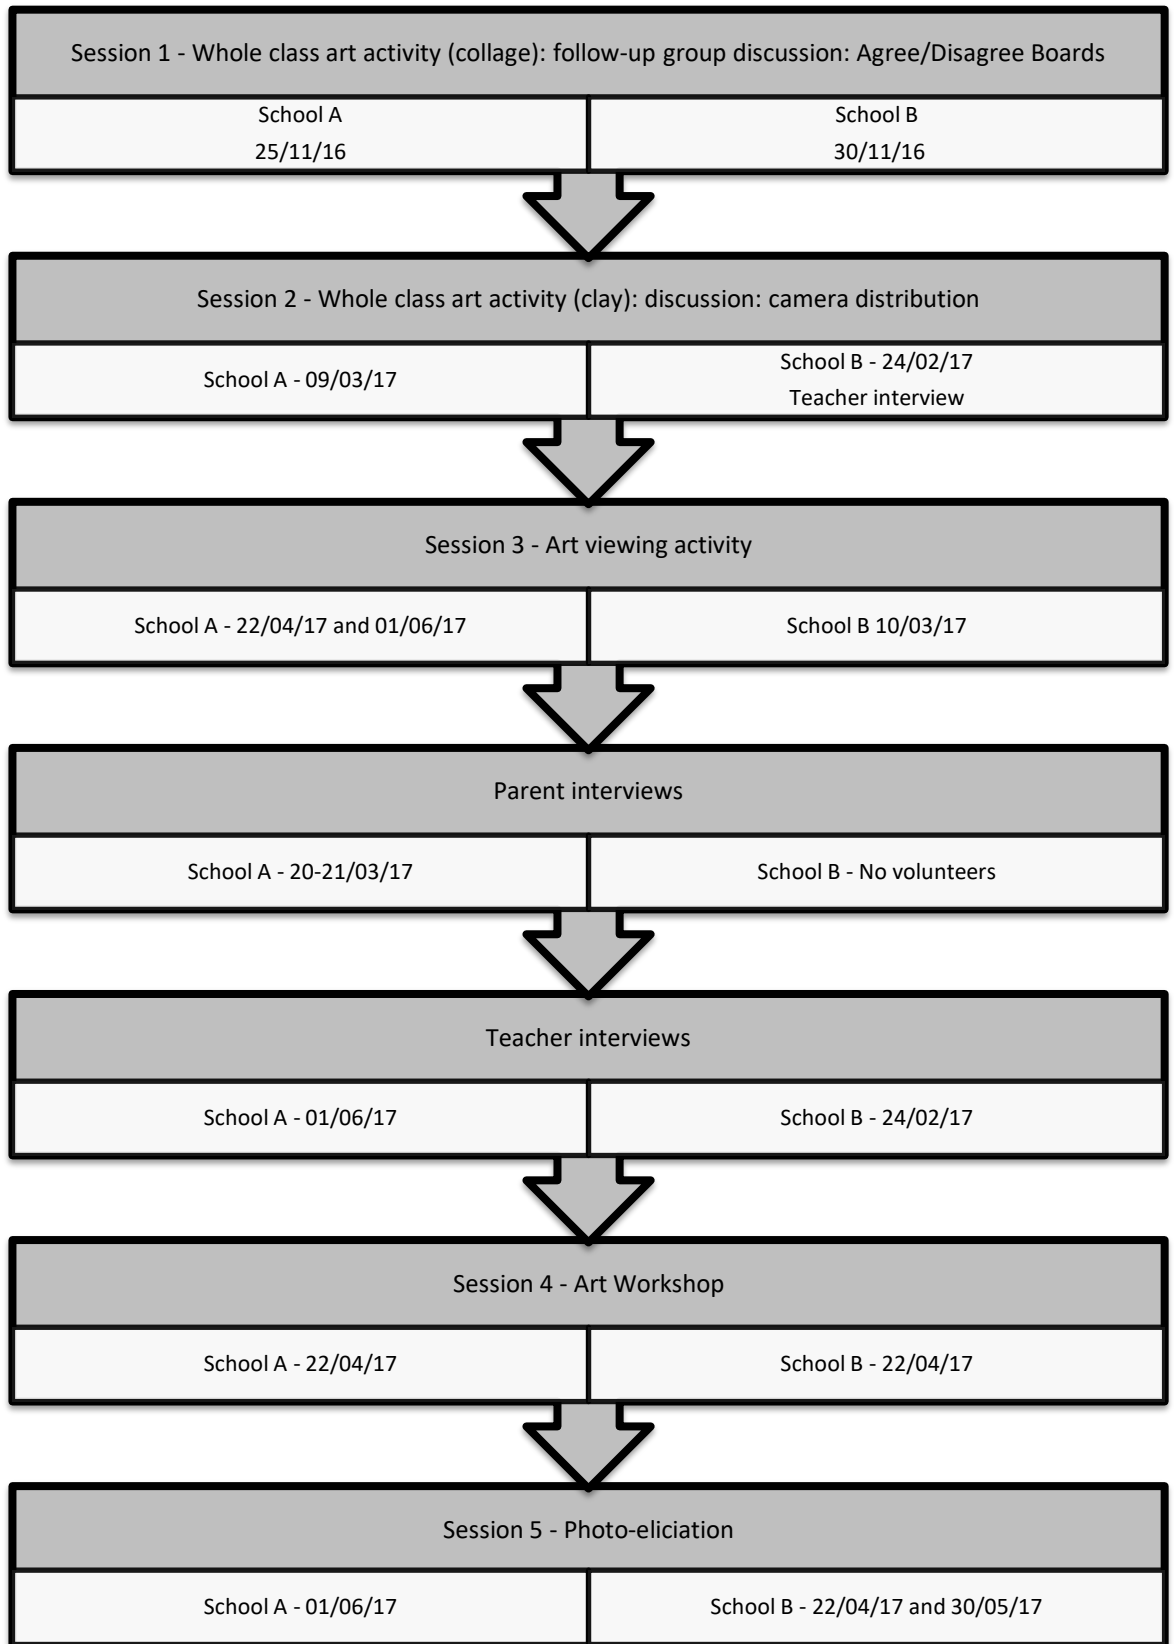 Session 1 - Whole class art activity (collage): follow-up group discussion: Agree/Disagree Boards
School A
25/11/16
School B
30/11/16
Session 2 - Whole class art activity (clay): discussion: camera distribution
School A - 09/03/17
School B - 24/02/17
Teacher interview
Session 3 - Art viewing activity
School A - 22/04/17 and 01/06/17
School B 10/03/17
Parent interviews
School A - 20-21/03/17
School B - No volunteers
Teacher interviews
School A - 01/06/17
School B - 24/02/17
Session 4 - Art Workshop
School A - 22/04/17
School B - 22/04/17
Session 5 - Photo-eliciation
School A - 01/06/17
School B - 22/04/17 and 30/05/17